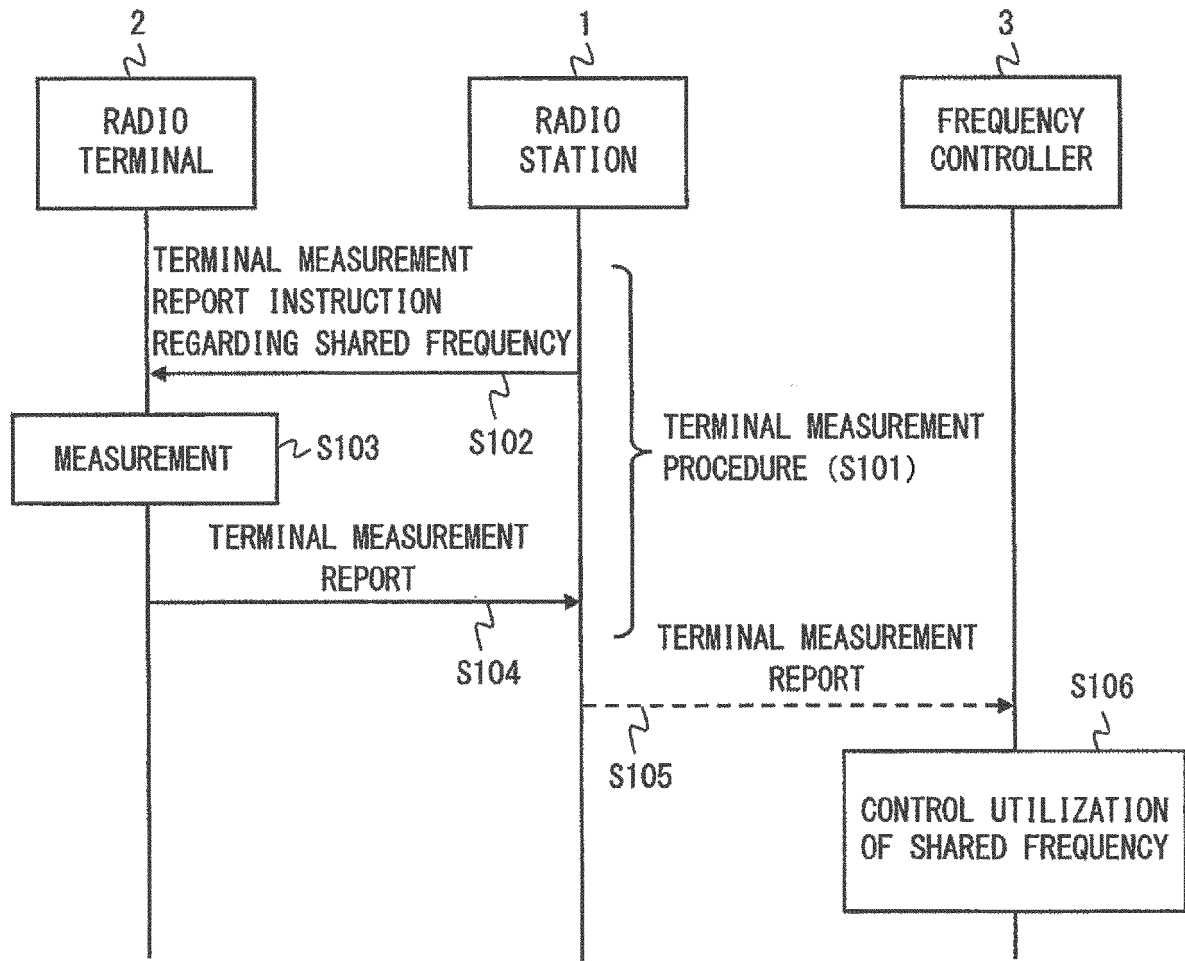 2
1
3
RADIO
TERMINAL
RADIO
STATION
FREQUENCY
CONTROLLER
TERMINAL MEASUREMENT
REPORT INSTRUCTION
REGARDING SHARED FREQUENCY
S102
MEASUREMENT
S103
TERMINAL MEASUREMENT
PROCEDURE (S101)
TERMINAL MEASUREMENT
REPORT
S104
TERMINAL MEASUREMENT
REPORT
S105
S106
CONTROL UTILIZATION
OF SHARED FREQUENCY